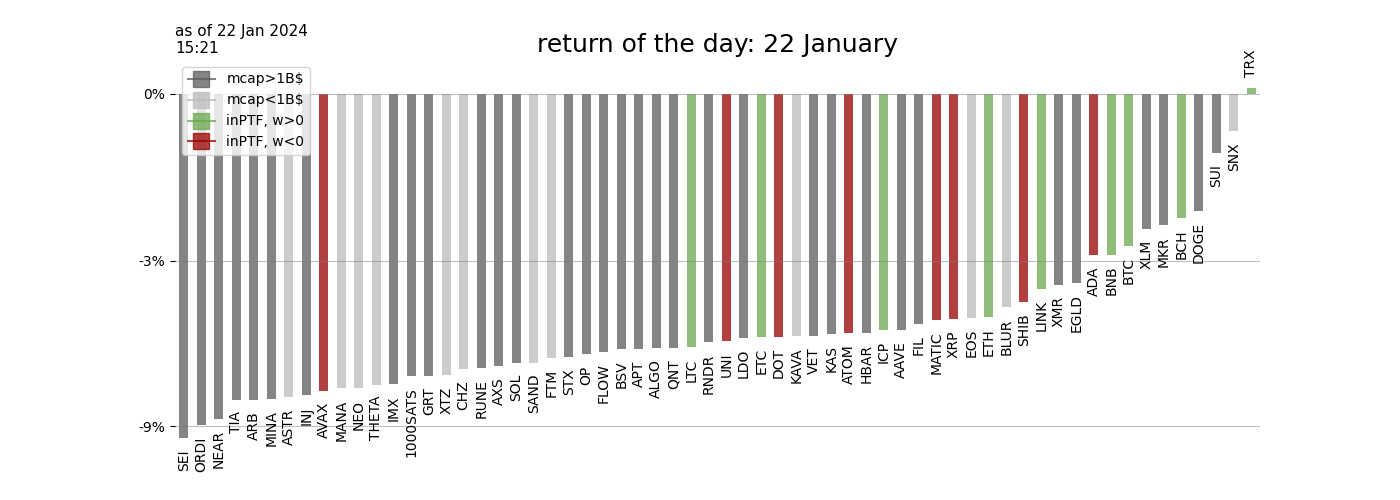 as of 22 Jan 2024
15:21
return of the day: 22 January
mcap>1B$
mcap<1B$
inPTF, w>0
inPTF, w<0
0%
-3%
-9%
SEI
ORDI
NEAR
TIA
ARB
MINA
ASTR
INJ
AVAX
MANA
NEO
THETA
IMX
1000SATS
GRT
XTZ
CHZ
RUNE
AXS
SOL
SAND
FTM
STX
OP
FLOW
BSV
APT
ALGO
QNT
LTC
RNDR
UNI
LDO
ETC
DOT
KAVA
VET
KAS
ATOM
HBAR
ICP
AAVE
FIL
MATIC
XRP
EOS
ETH
BLUR
SHIB
LINK
XMR
EGLD
ADA
BNB
BTC
XLM
MKR
BCH
DOGE
SUI
SNX
TRX